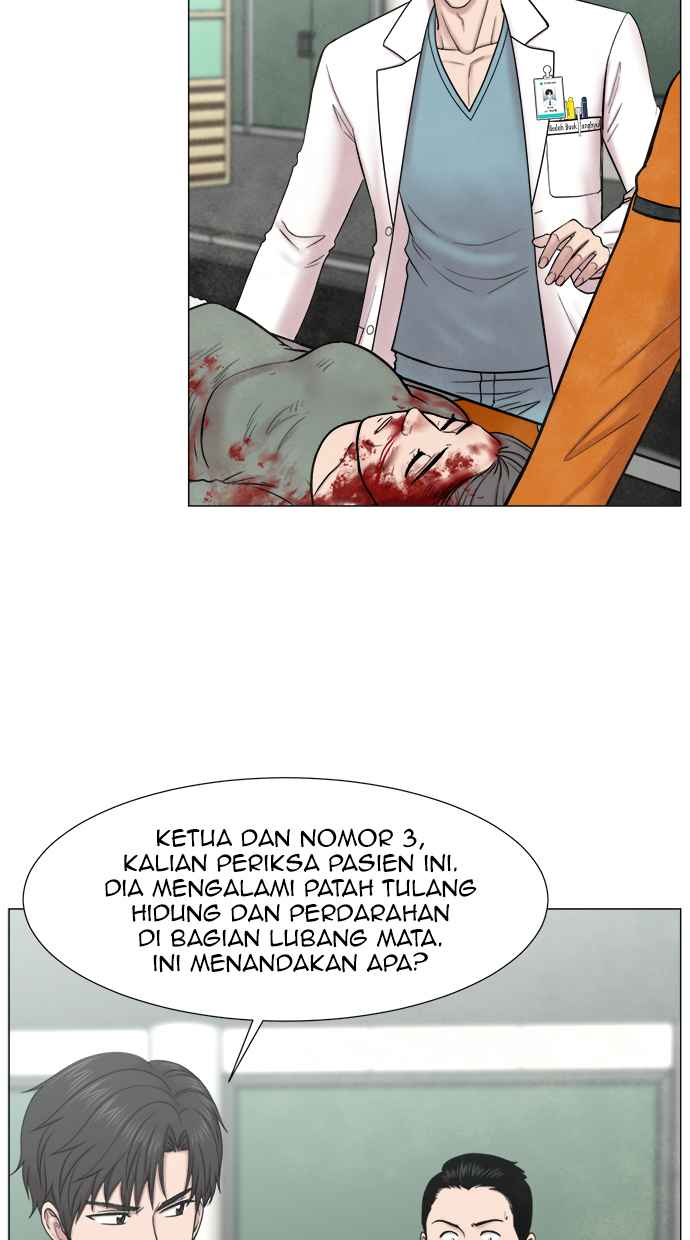 KETUA DAN NOMOR 3,
KALIAN PERIKSA PASIEN INI.
DIA MENGALAMI PATAH TULANG
HIDUNG DAN PERDARAHAN
DI BAGIAN LUBANG MATA.
INI MENANDAKAN APA?